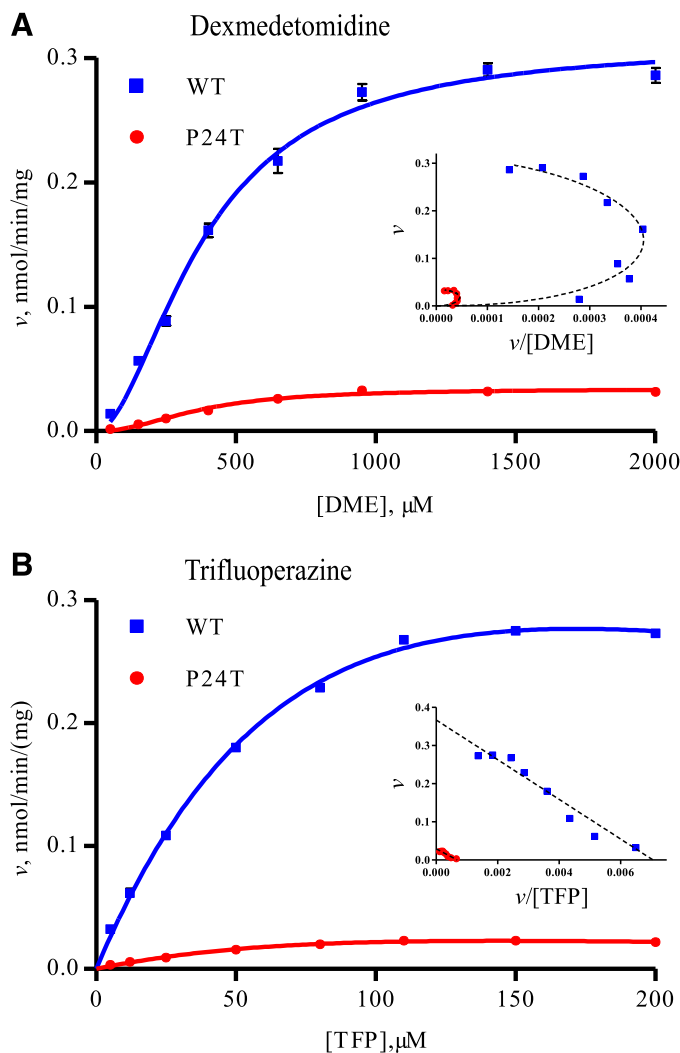 A
Dexmedetomidine
0.3
0.2
0.1
0.0
v, nmol/min/mg
WT
P24T
0.3
0.2
0.1
0.0
v
0.0000 0.0001 0.0002 0.0003 0.0004
v/[DME]
0 500 1000 1500 2000
[DME], μM
B
Trifluoperazine
0.3
0.2
0.1
0.0
v, nmol/min/(mg)
WT
P24T
0.4
0.3
0.2
0.1
0.0
v
0.000 0.002 0.004 0.006
v/[TFP]
0 50 100 150 200
[TFP],μM